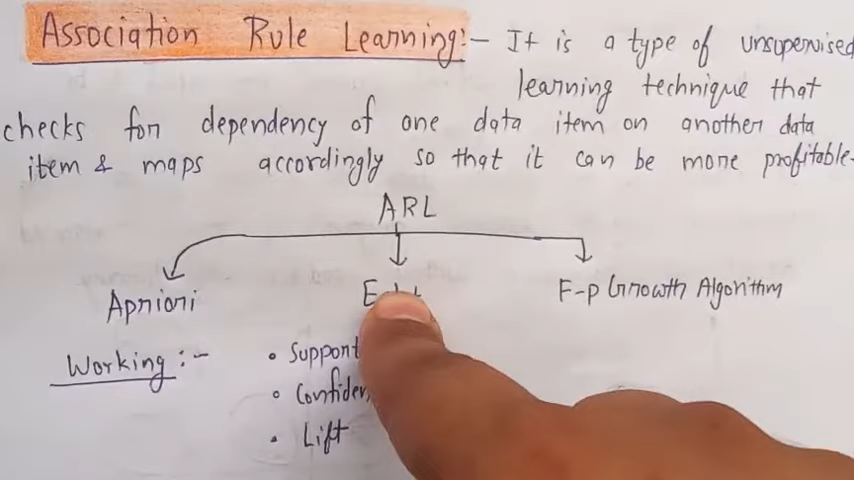 Association Rule Learning:- It is a type of unsupervised
learning technique that
checks for dependency of one data item on another data
item & maps accordingly so that it can be more profitable.
ARL
Apriori F-p Growth Algorithm
Working:- • Support
• Lift